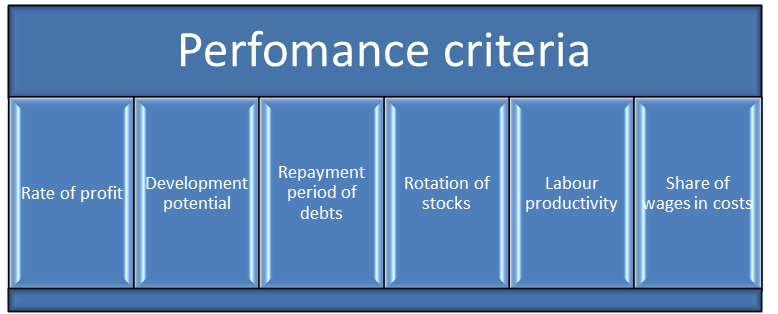 Perfomance criteria
Rate of profit
Development
potential
Repayment
period of
debts
Rotation of
stocks
Labour
productivity
Share of
wages in costs